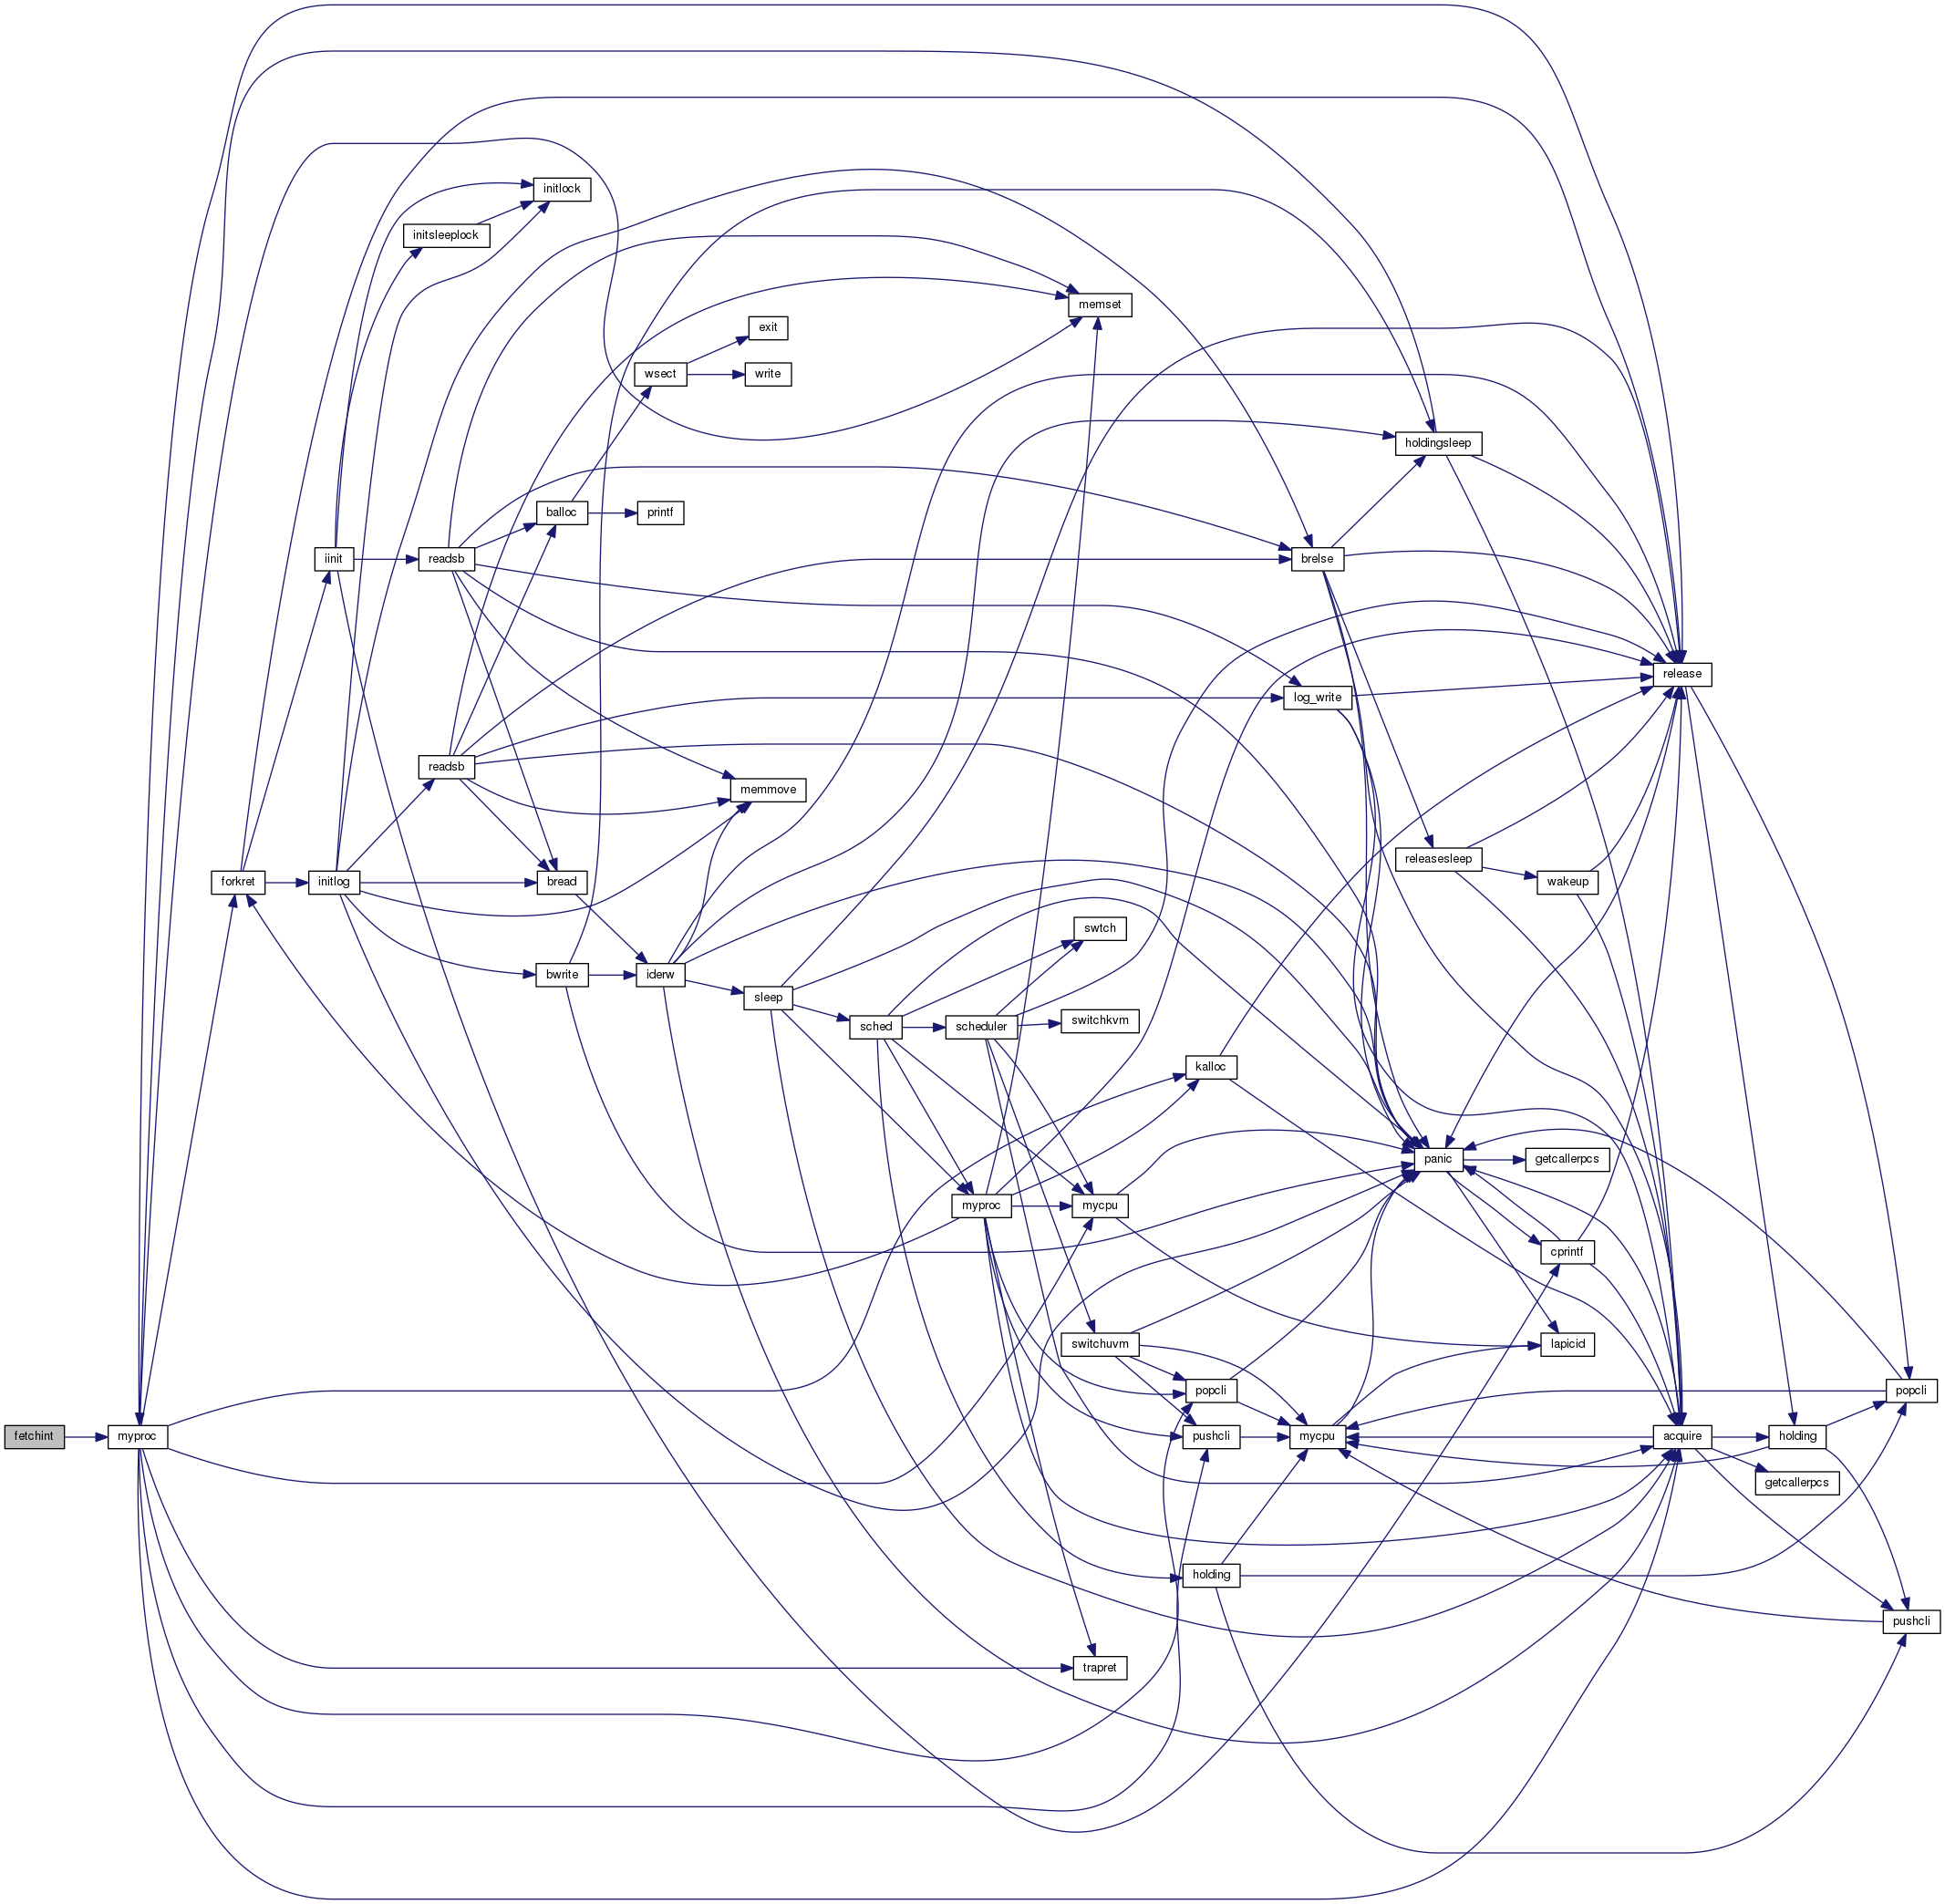 fetchint
myproc
forkret
iinit
initlog
initlock
initsleeplock
readsb
readsb
balloc
bread
bwrite
wsect
printf
iderw
exit
write
memmove
sleep
sched
memset
swtch
scheduler
switchkvm
myproc
mycpu
switchuvm
trapret
kalloc
popcli
pushcli
holding
brelse
log_write
mycpu
holdingsleep
releasesleep
panic
wakeup
getcallerpcs
cprintf
lapicid
release
acquire
holding
getcallerpcs
popcli
pushcli